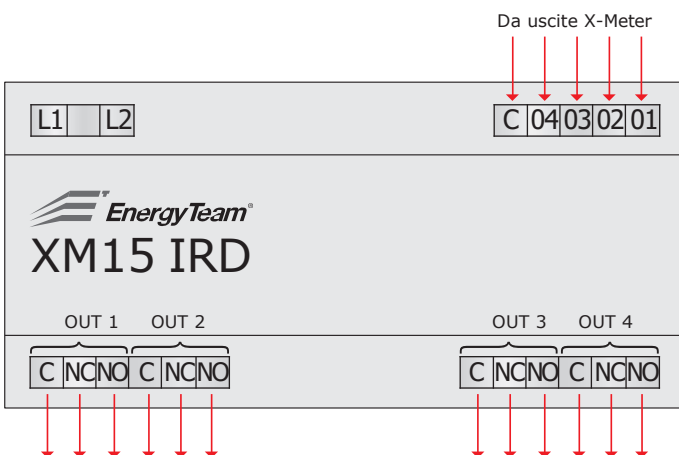 Da uscite X-Meter
L1 L2
C 04 03 02 01
EnergyTeam®
XM15 IRD
OUT 1 OUT 2
OUT 3 OUT 4
C NC NO C NC NO
C NC NO C NC NO